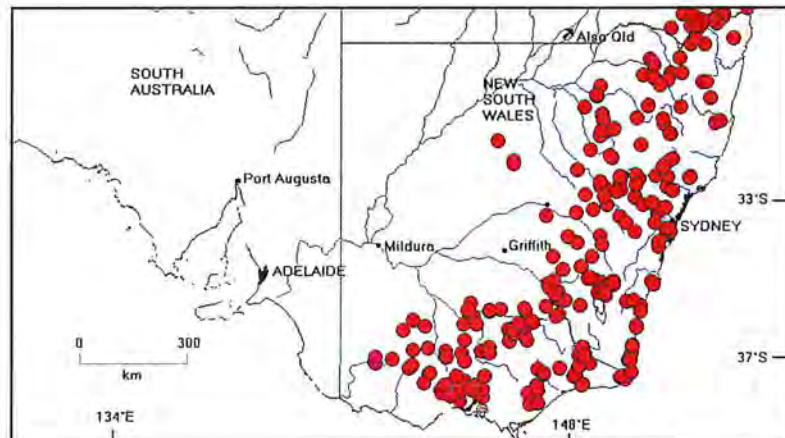 Also Qld
SOUTH
AUSTRALIA
NEW
SOUTH
WALES
Port Augusta
33°S
SYDNEY
Mildura
Griffith
ADELAIDE
0 300
km
37°S
134°E
148°E